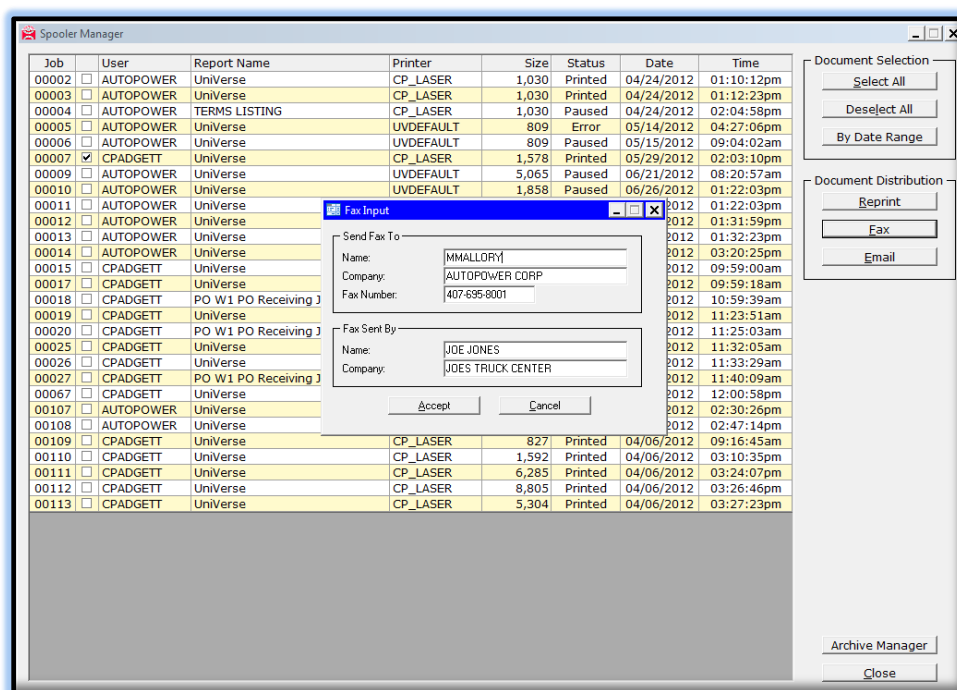 Spooler Manager
Job User Report Name Printer Size Status Date Time
00002 AUTOPOWER UniVerse CP_LASER 1,030 Printed 04/24/2012 01:10:12pm
00003 AUTOPOWER UniVerse CP_LASER 1,030 Printed 04/24/2012 01:12:23pm
00004 AUTOPOWER TERMS LISTING CP_LASER 1,030 Paused 04/24/2012 02:04:58pm
00005 AUTOPOWER UniVerse UVDEFAULT 809 Error 05/14/2012 04:27:06pm
00006 AUTOPOWER UniVerse UVDEFAULT 809 Paused 05/15/2012 09:04:02am
00007 CPADGETT UniVerse CP_LASER 1,578 Printed 05/29/2012 02:03:10pm
00009 AUTOPOWER UniVerse UVDEFAULT 5,065 Paused 06/21/2012 08:20:57am
00010 AUTOPOWER UniVerse UVDEFAULT 1,858 Paused 06/26/2012 01:22:03pm
00011 AUTOPOWER UniVerse 2012 01:22:03pm
00012 AUTOPOWER UniVerse 2012 01:31:59pm
00013 AUTOPOWER UniVerse 2012 01:32:23pm
00014 AUTOPOWER UniVerse 2012 03:20:25pm
00015 CPADGETT UniVerse 2012 09:59:00am
00017 CPADGETT UniVerse 2012 09:59:18am
00018 CPADGETT PO W1 PO Receiving J 2012 10:59:39am
00019 CPADGETT UniVerse 2012 11:23:51am
00020 CPADGETT PO W1 PO Receiving J 2012 11:25:03am
00025 CPADGETT UniVerse 2012 11:32:05am
00026 CPADGETT UniVerse 2012 11:33:29am
00027 CPADGETT PO W1 PO Receiving J 2012 11:40:09am
00067 CPADGETT UniVerse 2012 12:00:58pm
00107 AUTOPOWER UniVerse 2012 02:30:26pm
00108 AUTOPOWER UniVerse 2012 02:47:14pm
00109 CPADGETT UniVerse CP_LASER 827 Printed 04/06/2012 09:16:45am
00110 CPADGETT UniVerse CP_LASER 1,592 Printed 04/06/2012 03:10:35pm
00111 CPADGETT UniVerse CP_LASER 6,285 Printed 04/06/2012 03:24:07pm
00112 CPADGETT UniVerse CP_LASER 8,805 Printed 04/06/2012 03:26:46pm
00113 CPADGETT UniVerse CP_LASER 5,304 Printed 04/06/2012 03:27:23pm
Fax Input
Send Fax To
Name: MMALLORY
Company: AUTOPOWER CORP
Fax Number: 407-695-8001
Fax Sent By
Name: JOE JONES
Company: JOES TRUCK CENTER
Accept Cancel
Document Selection
Select All
Deselect All
By Date Range
Document Distribution
Reprint
Fax
Email
Archive Manager
Close